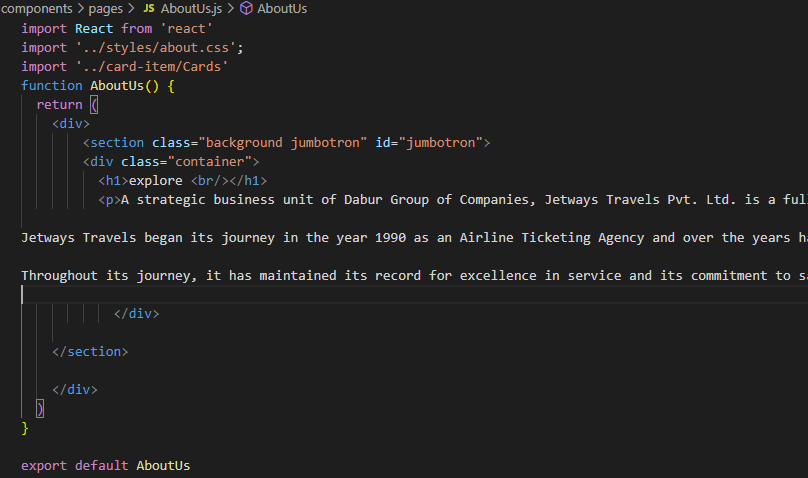 components > pages > JS AboutUs.js > AboutUs
import React from 'react'
import '../styles/about.css';
import '../card-item/Cards'
function AboutUs() {
return (
<div>
<section class="background jumbotron" id="jumbotron">
<div class="container">
<h1>explore <br/></h1>
<p>A strategic business unit of Dabur Group of Companies, Jetways Travels Pvt. Ltd. is a
Jetways Travels began its journey in the year 1990 as an Airline Ticketing Agency and over the years
Throughout its journey, it has maintained its record for excellence in service and its commitment to
</div>
</section>
</div>
)
}
export default AboutUs